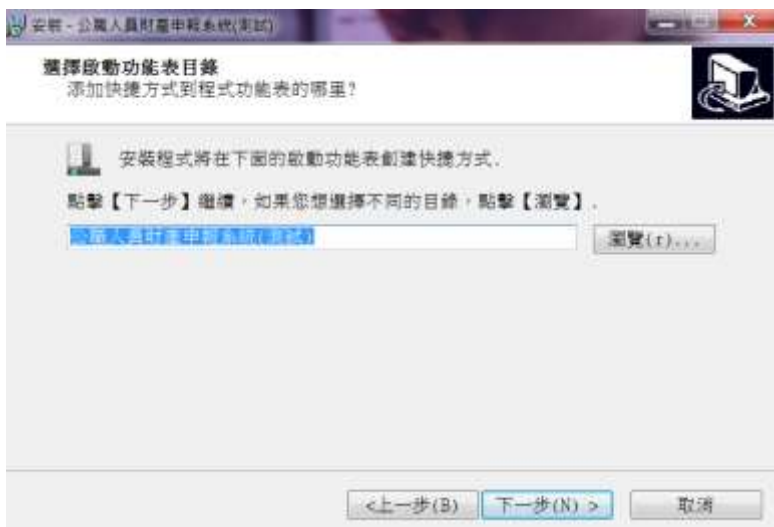 安裝 - 公職人員財產申報系統(測試)
選擇啟動功能表目錄
添加快捷方式到程式功能表的哪里?
安裝程式將在下面的啟動功能表創建快捷方式.
點擊【下一步】繼續，如果您想選擇不同的目錄，點擊【瀏覽】.
公職人員財產申報系統(測試)
瀏覽(r)...
<上一步(B)
下一步(N) >
取消